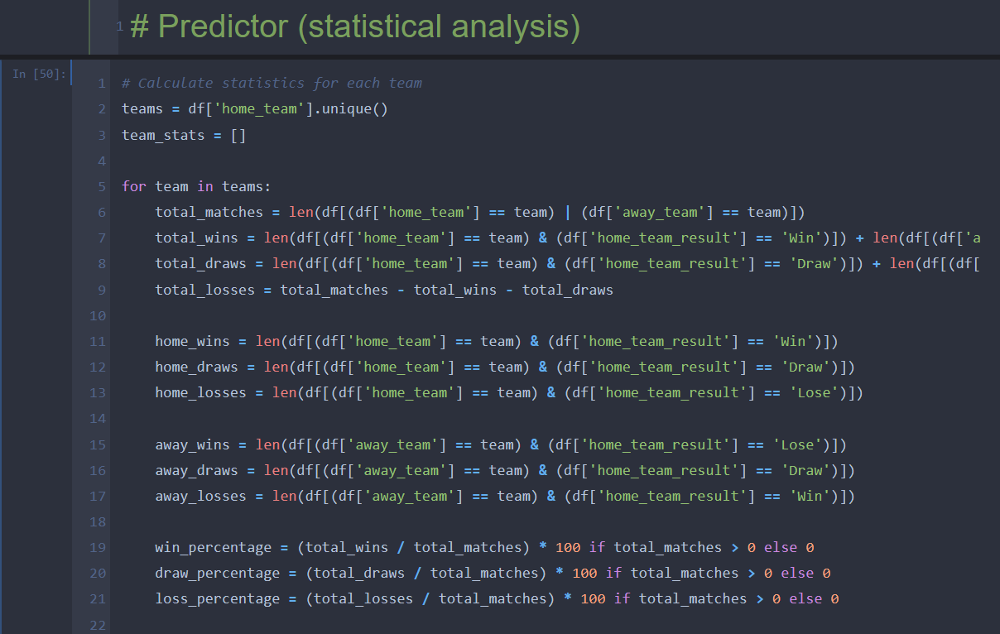 1 # Predictor (statistical analysis)
In [50]:
1 # Calculate statistics for each team
2 teams = df['home_team'].unique()
3 team_stats = []
4
5 for team in teams:
6     total_matches = len(df[(df['home_team'] == team) | (df['away_team'] == team)])
7     total_wins = len(df[(df['home_team'] == team) & (df['home_team_result'] == 'Win')]) + len(df[(df['a
8     total_draws = len(df[(df['home_team'] == team) & (df['home_team_result'] == 'Draw')]) + len(df[(df[
9     total_losses = total_matches - total_wins - total_draws
10
11     home_wins = len(df[(df['home_team'] == team) & (df['home_team_result'] == 'Win')])
12     home_draws = len(df[(df['home_team'] == team) & (df['home_team_result'] == 'Draw')])
13     home_losses = len(df[(df['home_team'] == team) & (df['home_team_result'] == 'Lose')])
14
15     away_wins = len(df[(df['away_team'] == team) & (df['home_team_result'] == 'Lose')])
16     away_draws = len(df[(df['away_team'] == team) & (df['home_team_result'] == 'Draw')])
17     away_losses = len(df[(df['away_team'] == team) & (df['home_team_result'] == 'Win')])
18
19     win_percentage = (total_wins / total_matches) * 100 if total_matches > 0 else 0
20     draw_percentage = (total_draws / total_matches) * 100 if total_matches > 0 else 0
21     loss_percentage = (total_losses / total_matches) * 100 if total_matches > 0 else 0
22